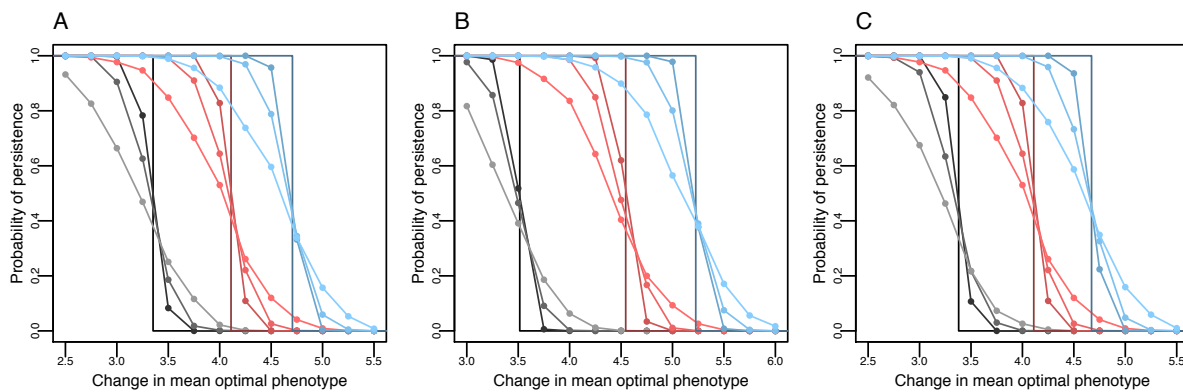 A
Probability of persistence
1.0
0.8
0.6
0.4
0.2
0.0
2.5 3.0 3.5 4.0 4.5 5.0 5.5
Change in mean optimal phenotype
B
Probability of persistence
1.0
0.8
0.6
0.4
0.2
0.0
3.0 3.5 4.0 4.5 5.0 5.5 6.0
Change in mean optimal phenotype
C
Probability of persistence
1.0
0.8
0.6
0.4
0.2
0.0
2.5 3.0 3.5 4.0 4.5 5.0 5.5
Change in mean optimal phenotype